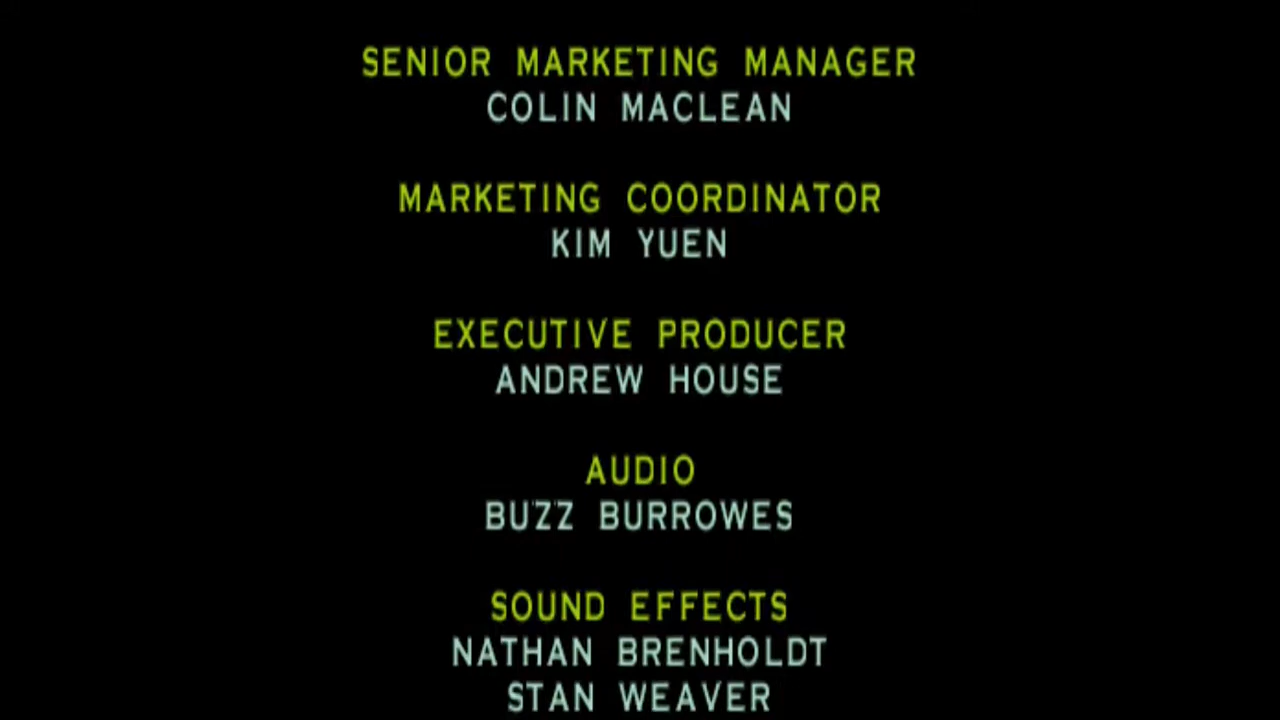 SENIOR MARKETING MANAGER
COLIN MACLEAN
MARKETING COORDINATOR
KIM YUEN
EXECUTIVE PRODUCER
ANDREW HOUSE
AUDIO
BUZZ BURROWES
SOUND EFFECTS
NATHAN BRENHOLDT
STAN WEAVER